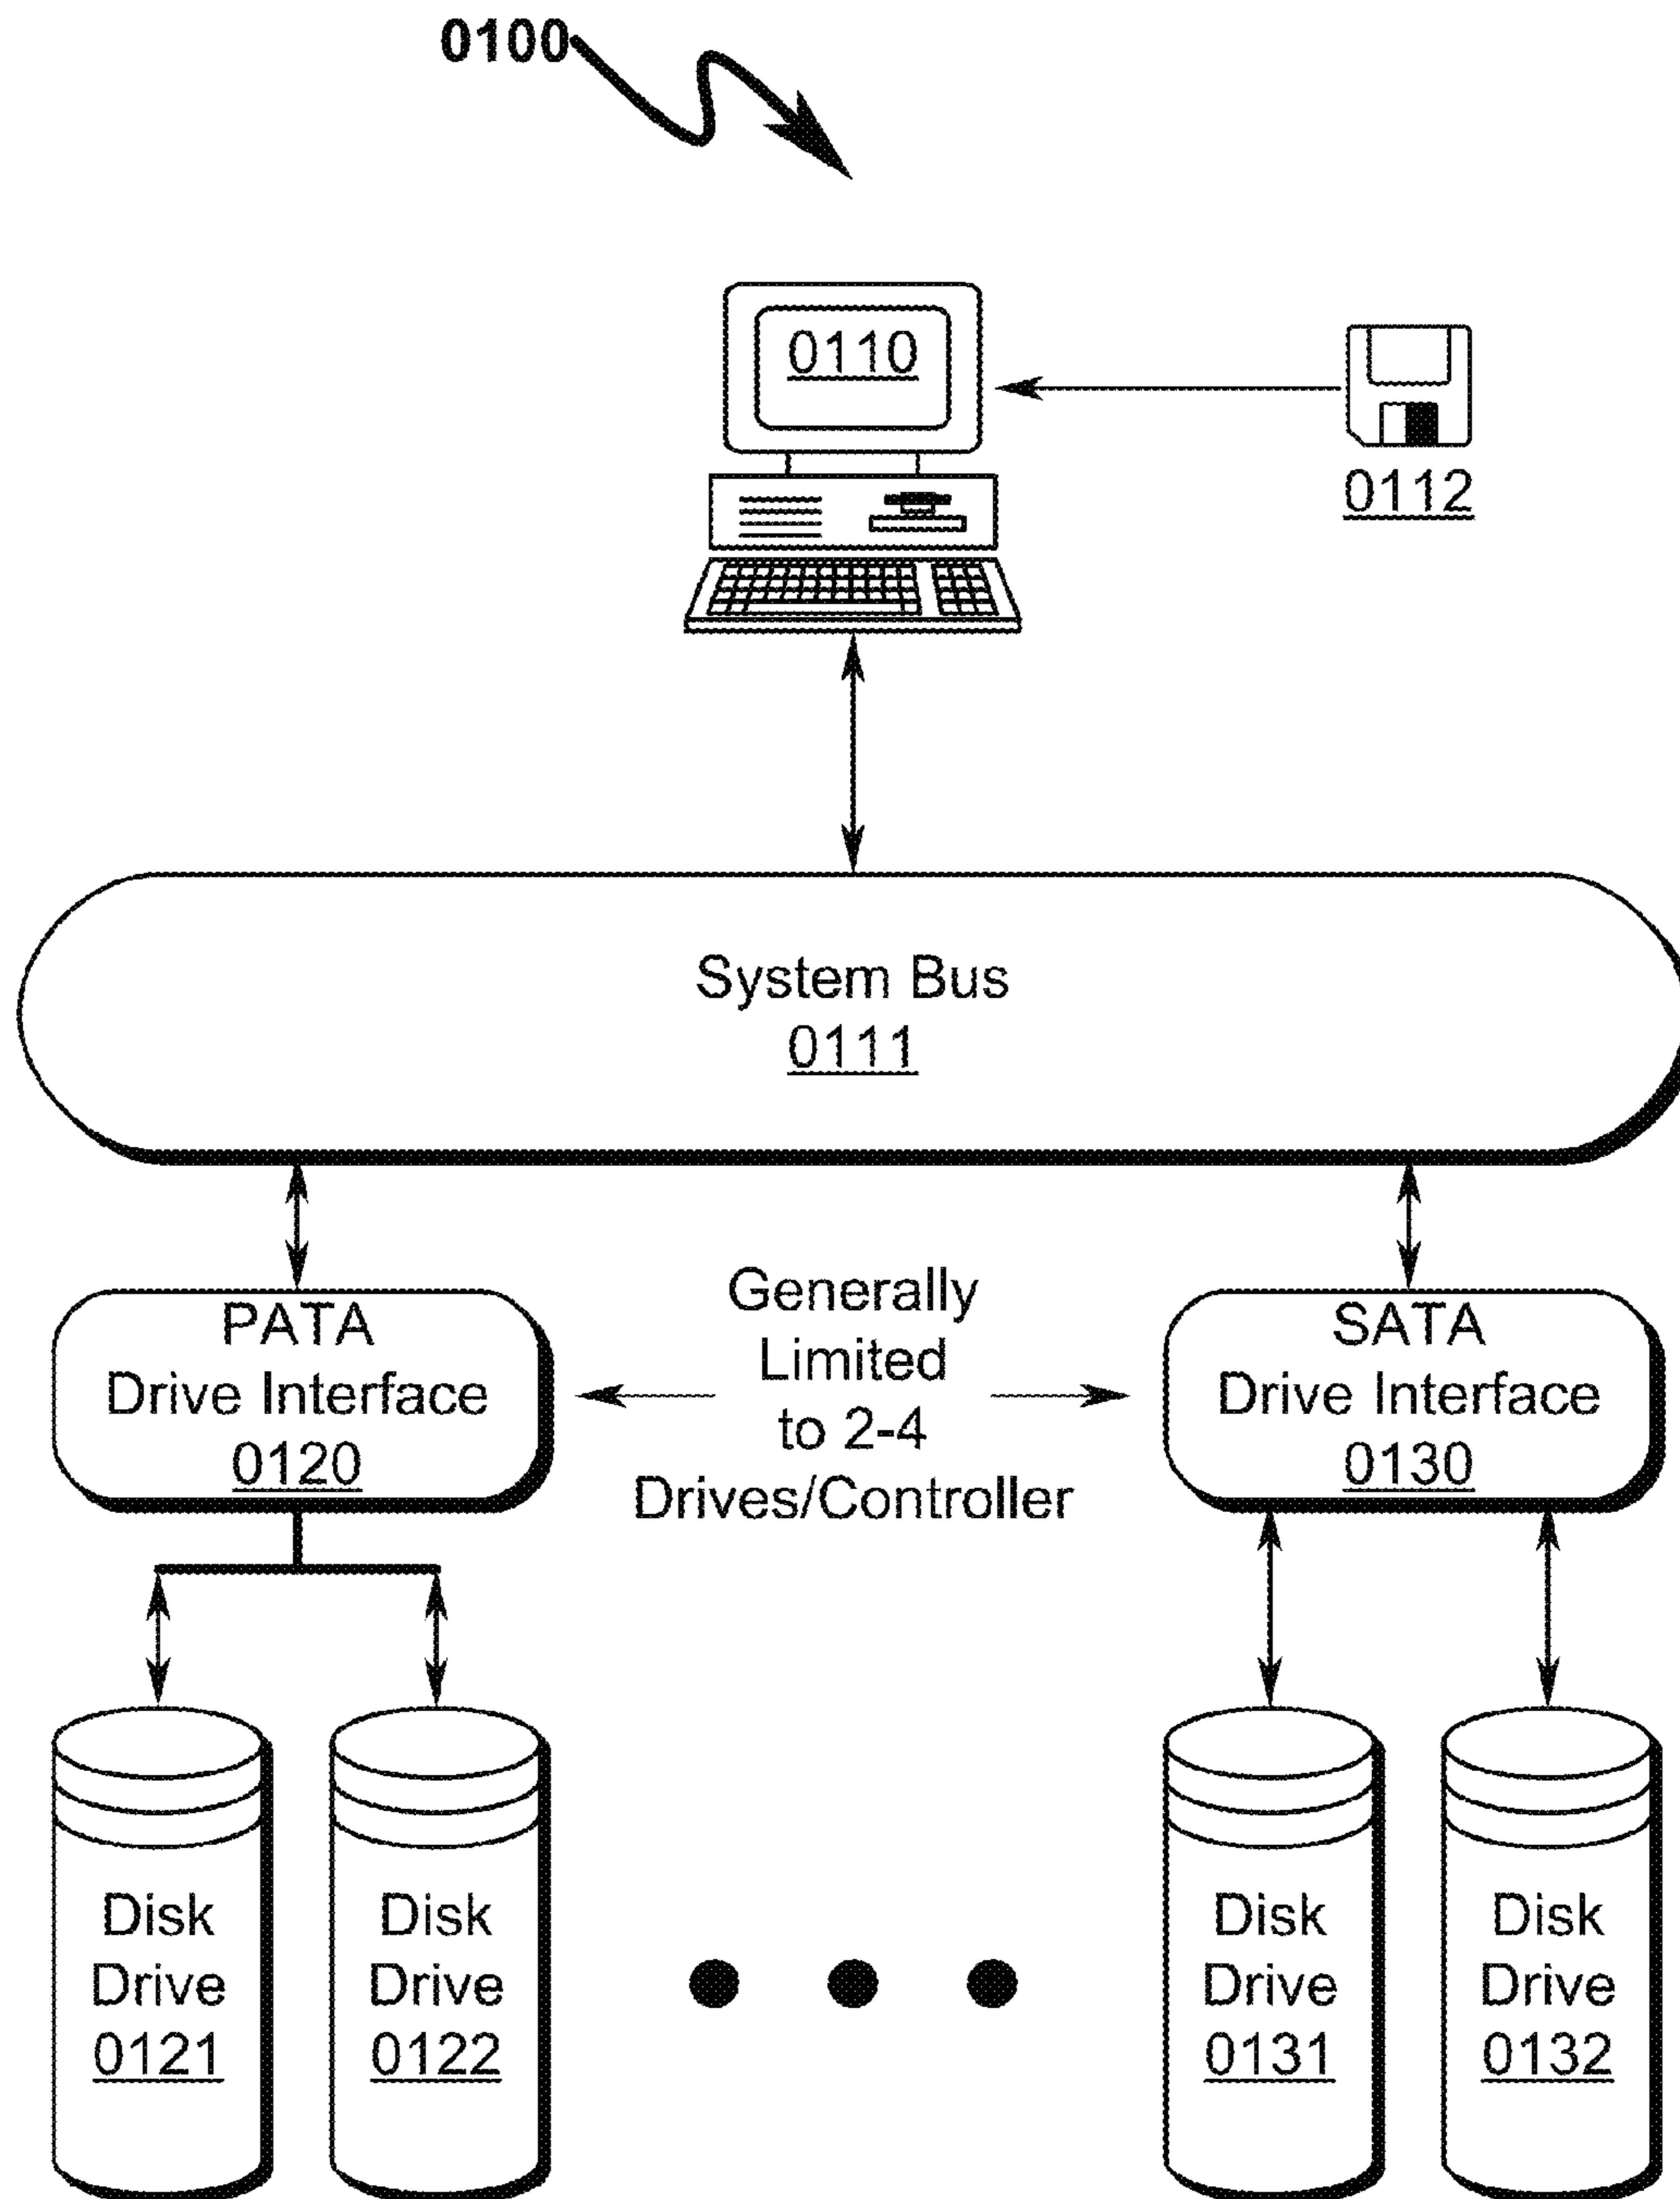 0100
0110
0112
System Bus
0111
PATA
Drive Interface
0120
Generally
Limited
to 2-4
Drives/Controller
SATA
Drive Interface
0130
Disk
Drive
0121
Disk
Drive
0122
Disk
Drive
0131
Disk
Drive
0132